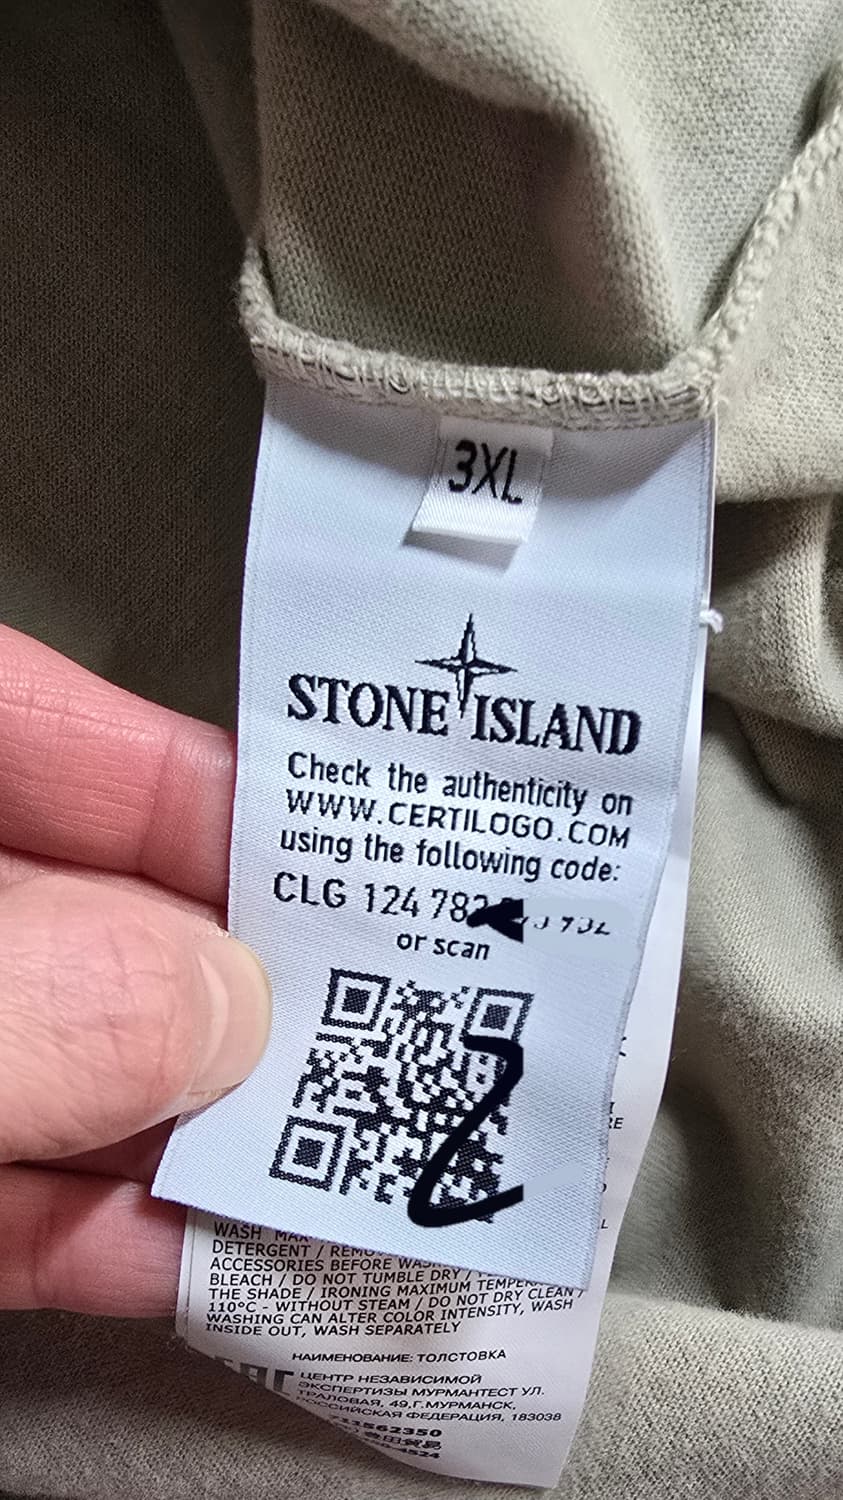 3XL
STONE ISLAND
Check the authenticity on
WWW.CERTILOGO.COM
using the following code:
CLG 124 782
or scan
WASH
DETERGENT /
ACCESSORIES BEFORE
BLEACH / DO NOT TUMBLE DRY /
THE SHADE / IRONING MAXIMUM
110°C - WITHOUT STEAM / DO NOT DRY CLEAN /
WASHING CAN ALTER COLOR INTENSITY, WASH
INSIDE OUT, WASH SEPARATELY
НАИМЕНОВАНИЕ: ТОЛСТОВКА
ЦЕНТР НЕЗАВИСИМОЙ
ЭКСПЕРТИЗЫ МУРМАНТЕСТ УЛ.
ТРАЛОВАЯ, 49,Г.МУРМАНСК,
РОССИЙСКАЯ ФЕДЕРАЦИЯ, 183038